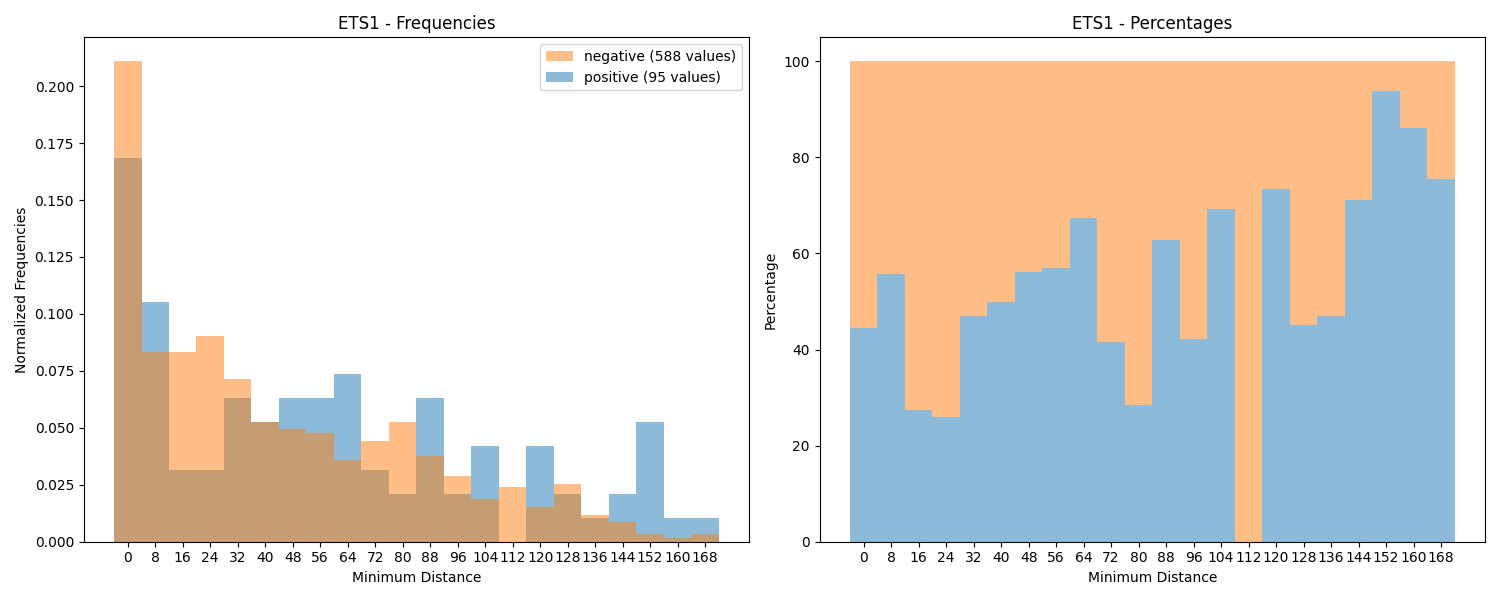 ETS1 - Frequencies
negative (588 values)
positive (95 values)
Normalized Frequencies
0.200
0.175
0.150
0.125
0.100
0.075
0.050
0.025
0.000
0 8 16 24 32 40 48 56 64 72 80 88 96 104 112 120 128 136 144 152 160 168
Minimum Distance
ETS1 - Percentages
Percentage
100
80
60
40
20
0
0 8 16 24 32 40 48 56 64 72 80 88 96 104 112 120 128 136 144 152 160 168
Minimum Distance